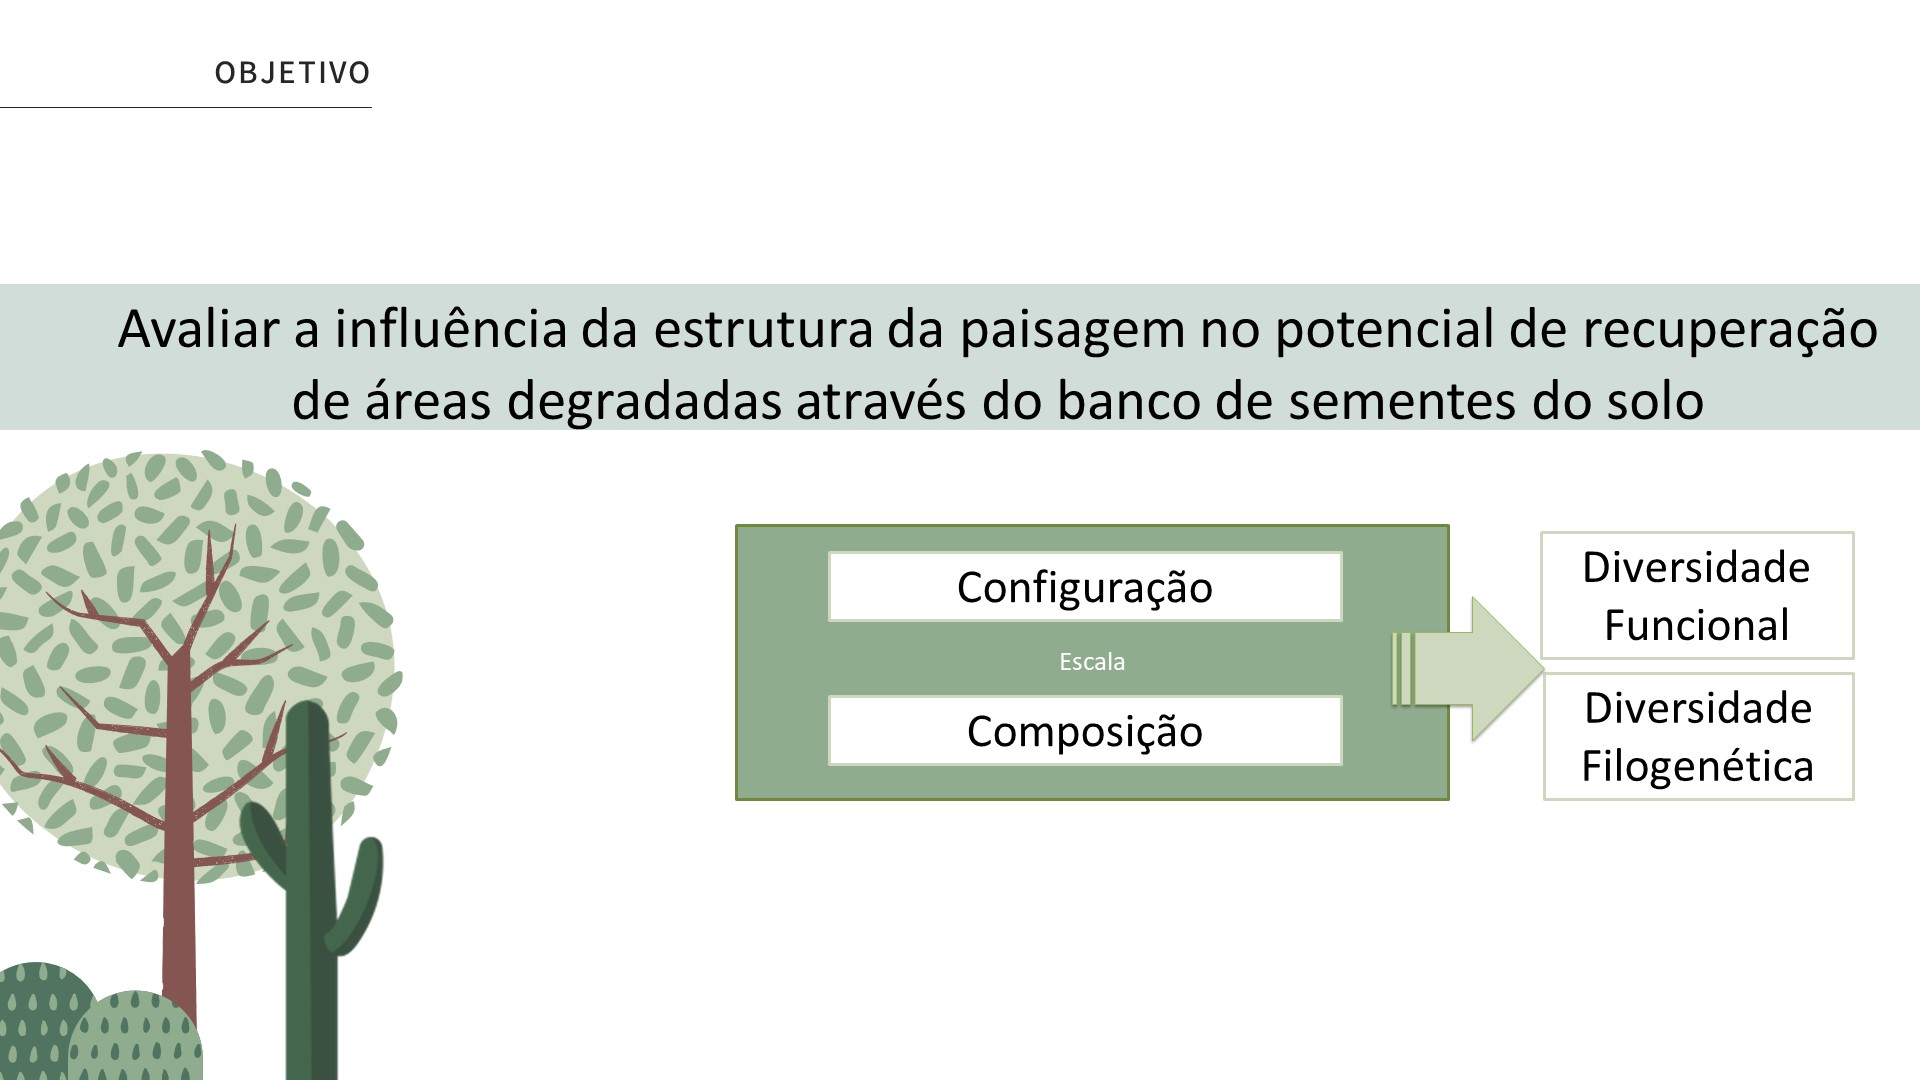 OBJETIVO
Avaliar a influência da estrutura da paisagem no potencial de recuperação
de áreas degradadas através do banco de sementes do solo
Configuração
Escala
Composição
Diversidade
Funcional
Diversidade
Filogenética